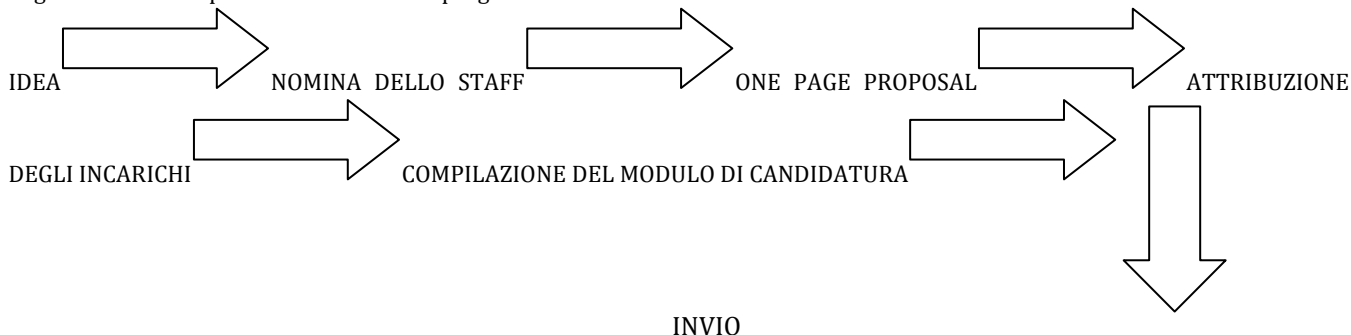 IDEA NOMINA DELLO STAFF ONE PAGE PROPOSAL ATTRIBUZIONE
DEGLI INCARICHI COMPILAZIONE DEL MODULO DI CANDIDATURA
INVIO